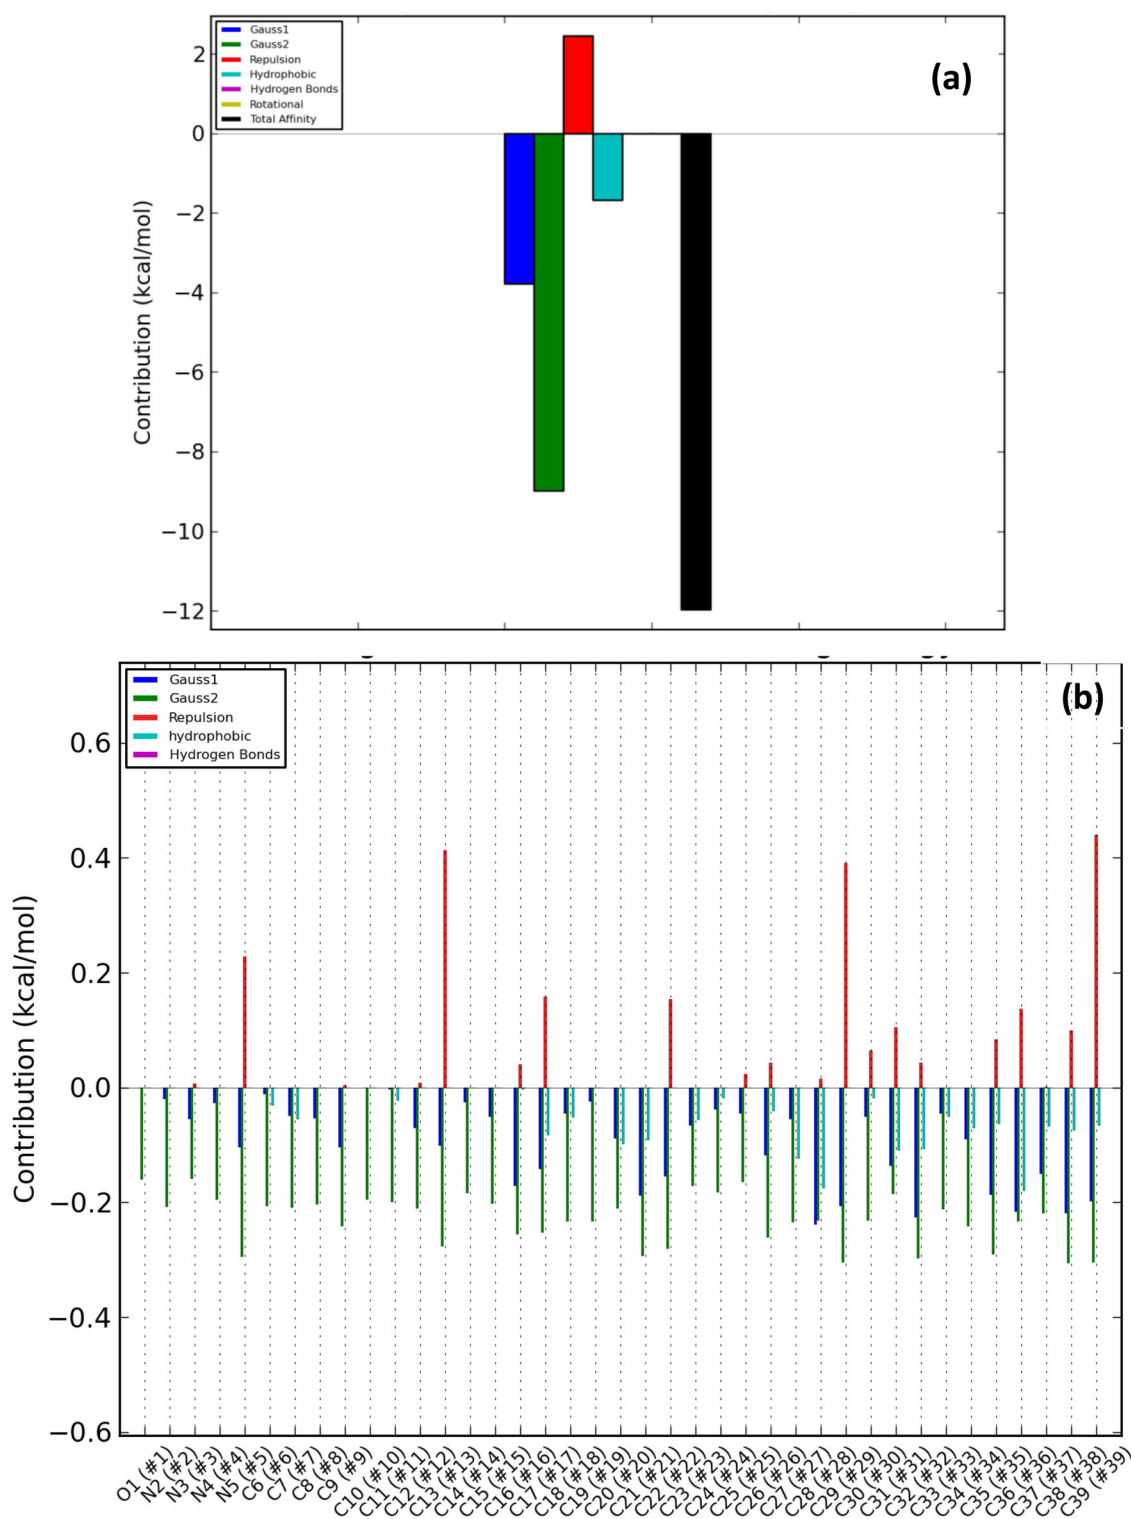 Gauss1
Gauss2
Repulsion
Hydrophobic
Hydrogen Bonds
Rotational
Total Affinity
(a)
2
0
−2
−4
−6
−8
−10
−12
Contribution (kcal/mol)
Gauss1
Gauss2
Repulsion
hydrophobic
Hydrogen Bonds
(b)
0.6
0.4
0.2
0.0
−0.2
−0.4
−0.6
Contribution (kcal/mol)
O1 (#1)
N2 (#2)
N3 (#3)
N4 (#4)
N5 (#5)
C6 (#6)
C7 (#7)
C8 (#8)
C9 (#9)
C10 (#10)
C11 (#11)
C12 (#12)
C13 (#13)
C14 (#14)
C15 (#15)
C16 (#16)
C17 (#17)
C18 (#18)
C19 (#19)
C20 (#20)
C21 (#21)
C22 (#22)
C23 (#23)
C24 (#24)
C25 (#25)
C26 (#26)
C27 (#27)
C28 (#28)
C29 (#29)
C30 (#30)
C31 (#31)
C32 (#32)
C33 (#33)
C34 (#34)
C35 (#35)
C36 (#36)
C37 (#37)
C38 (#38)
C39 (#39)